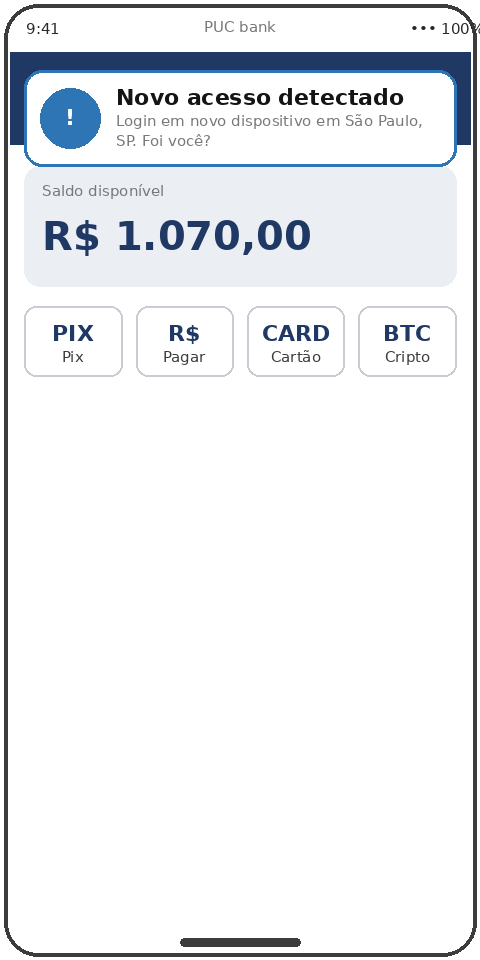 9:41 PUC bank ••• 100%
!
Novo acesso detectado
Login em novo dispositivo em São Paulo,
SP. Foi você?
Saldo disponível
R$ 1.070,00
PIX R$ CARD BTC
Pix Pagar Cartão Cripto